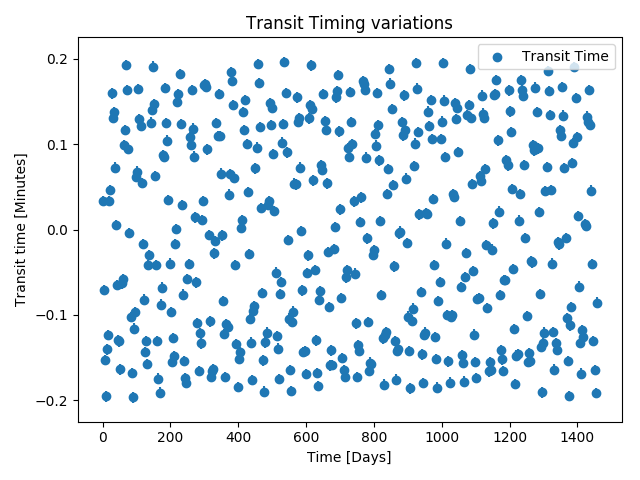 Transit Timing variations
Transit Time
0.2
0.1
0.0
−0.1
−0.2
Transit time [Minutes]
0 200 400 600 800 1000 1200 1400
Time [Days]